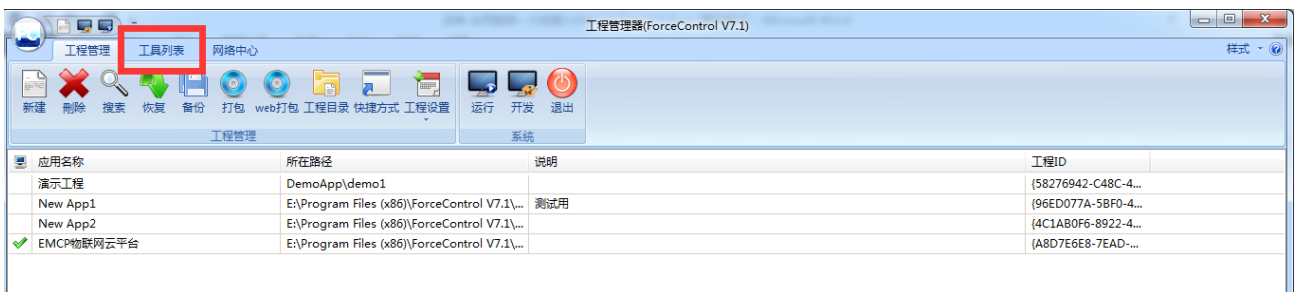 工程管理器(ForceControl V7.1)
工程管理 工具列表 网络中心 样式
新建 删除 搜索 恢复 备份 打包 web打包 工程目录 快捷方式 工程设置 运行 开发 退出
工程管理 系统
应用名称 所在路径 说明 工程ID
演示工程 DemoApp\demo1 {58276942-C48C-4...
New App1 E:\Program Files (x86)\ForceControl V7.1\... 测试用 {96ED077A-5BF0-4...
New App2 E:\Program Files (x86)\ForceControl V7.1\... {4C1AB0F6-8922-4...
EMCP物联网云平台 E:\Program Files (x86)\ForceControl V7.1\... {A8D7E6E8-7EAD-...